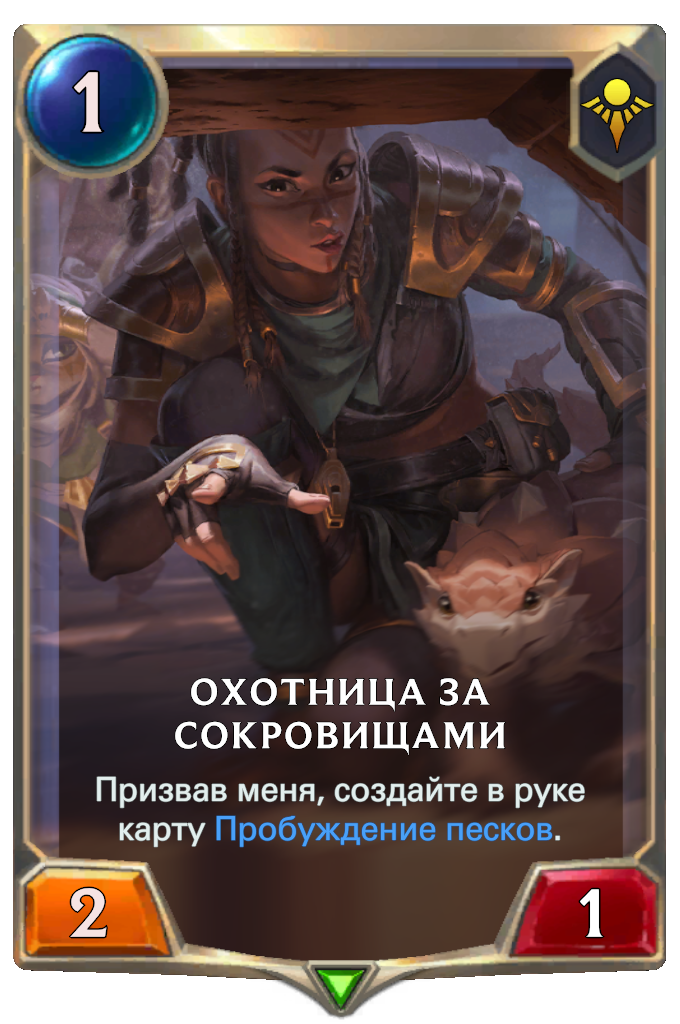 1
ОХОТНИЦА ЗА
СОКРОВИЩАМИ
Призвав меня, создайте в руке
карту Пробуждение песков.
2
1